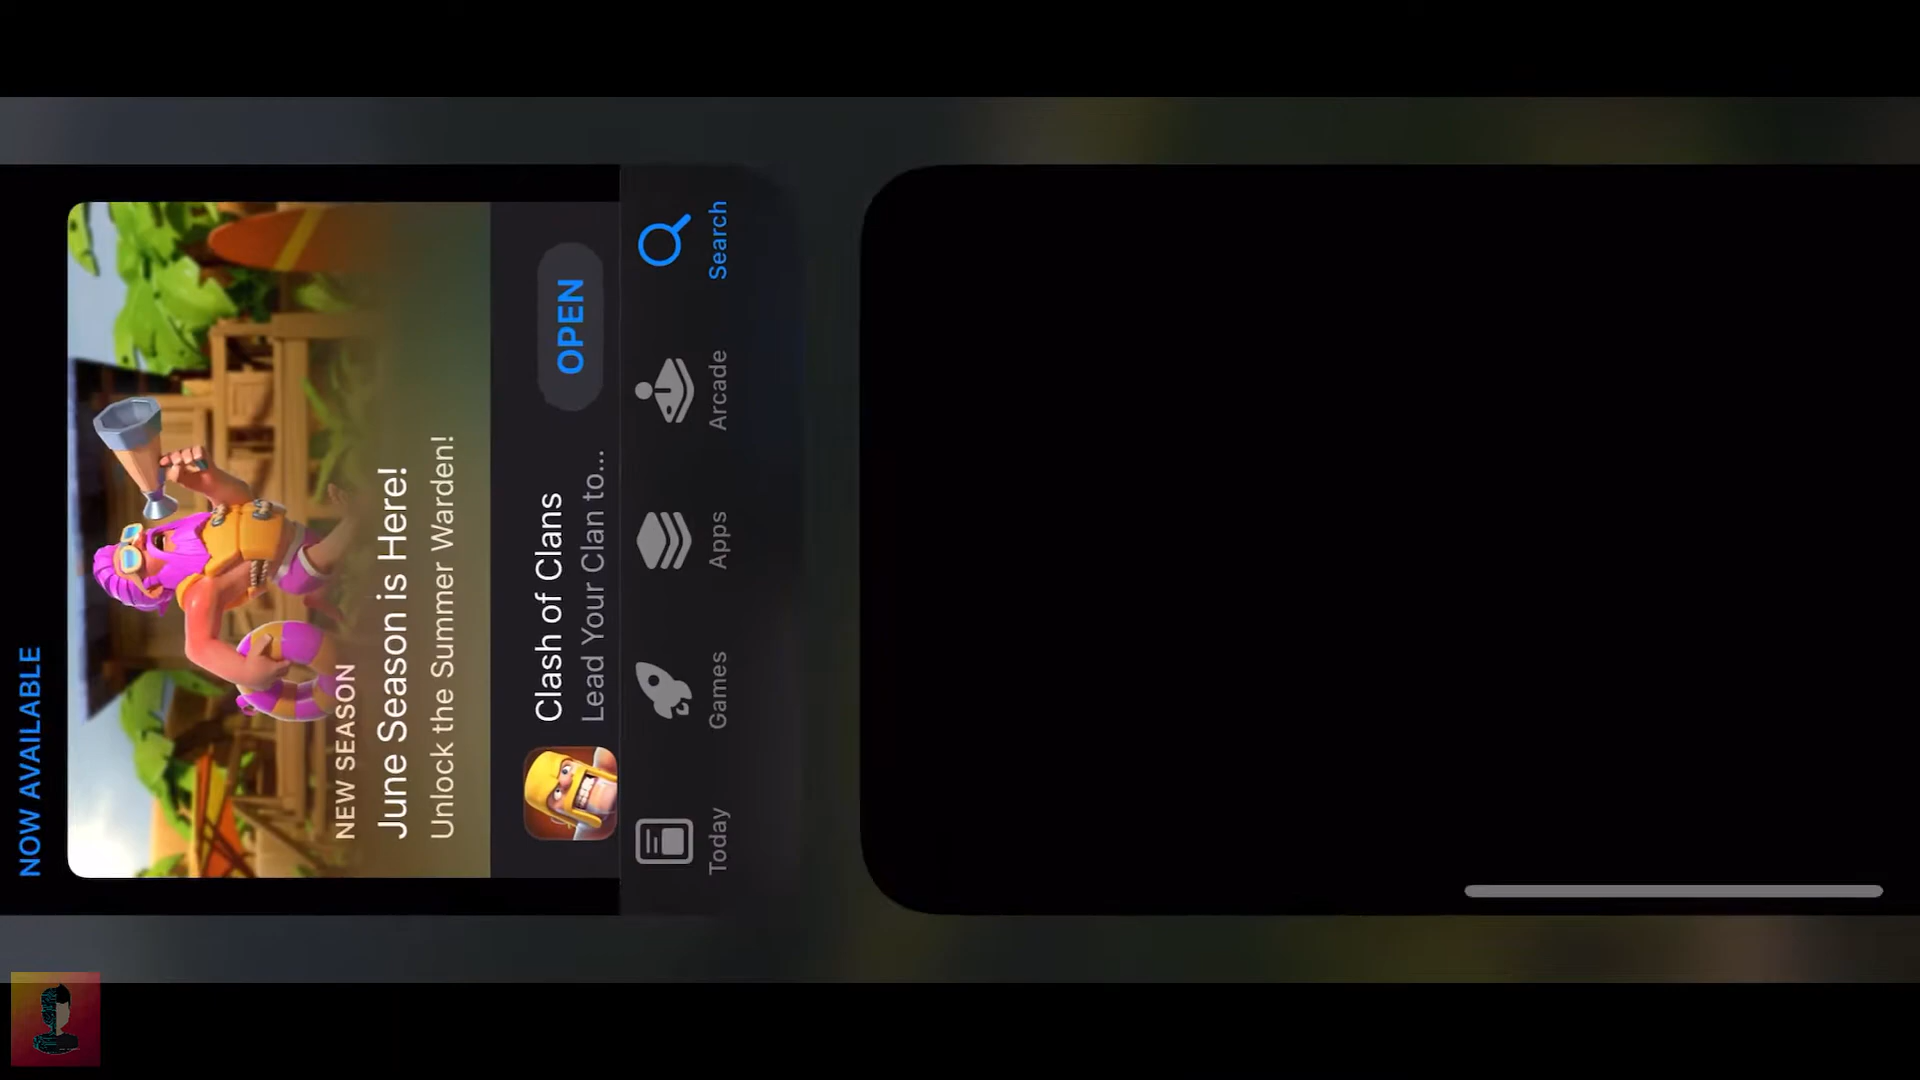 NOW AVAILABLE
NEW SEASON
June Season is Here!
Unlock the Summer Warden!
Clash of Clans
Lead Your Clan to...
OPEN
Today
Games
Apps
Arcade
Search